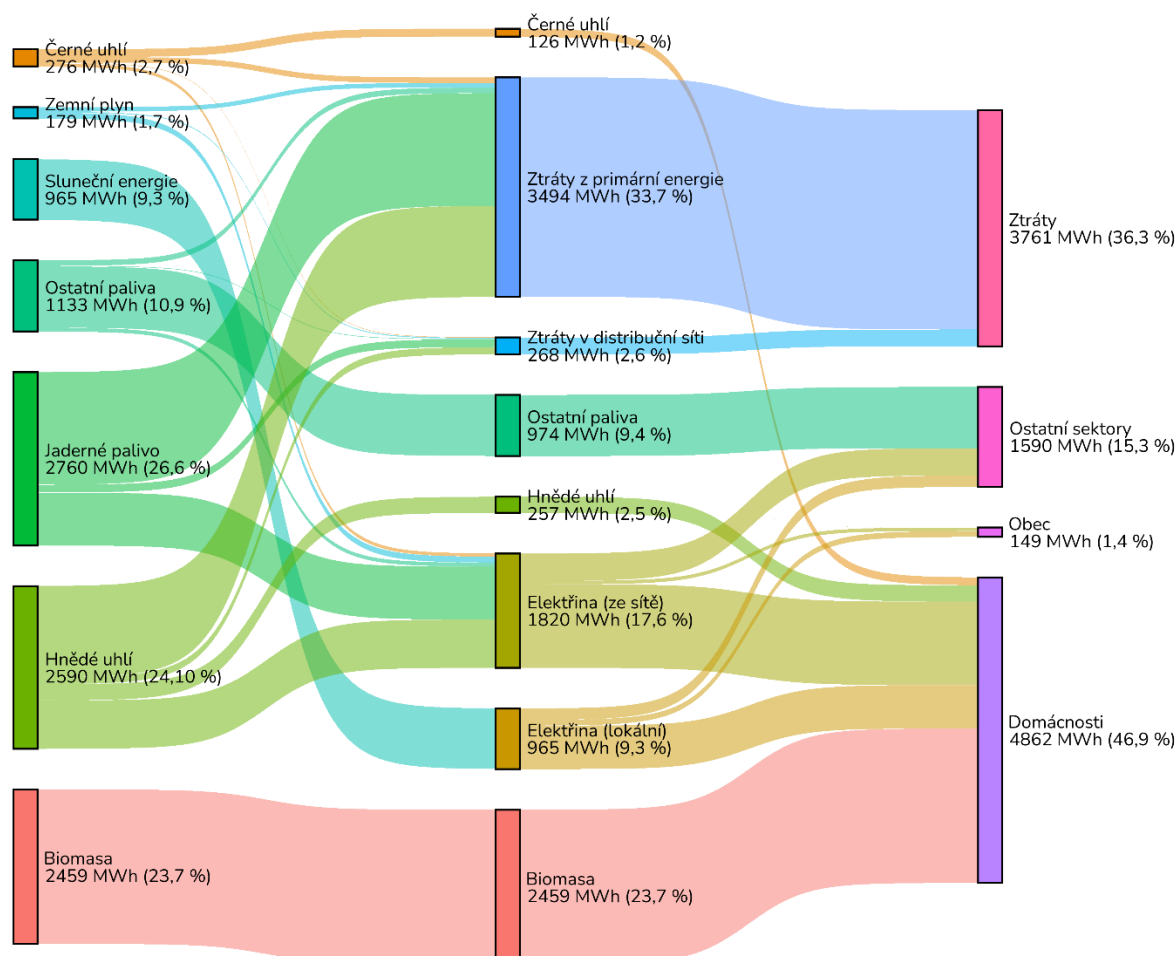 Černé uhlí
276 MWh (2,7 %)
Zemní plyn
179 MWh (1,7 %)
Sluneční energie
965 MWh (9,3 %)
Ostatní paliva
1133 MWh (10,9 %)
Jaderné palivo
2760 MWh (26,6 %)
Hnědé uhlí
2590 MWh (24,10 %)
Biomasa
2459 MWh (23,7 %)
Černé uhlí
126 MWh (1,2 %)
Ztráty z primární energie
3494 MWh (33,7 %)
Ztráty v distribuční síti
268 MWh (2,6 %)
Ostatní paliva
974 MWh (9,4 %)
Hnědé uhlí
257 MWh (2,5 %)
Elektřina (ze sítě)
1820 MWh (17,6 %)
Elektřina (lokální)
965 MWh (9,3 %)
Biomasa
2459 MWh (23,7 %)
Ztráty
3761 MWh (36,3 %)
Ostatní sektory
1590 MWh (15,3 %)
Obec
149 MWh (1,4 %)
Domácnosti
4862 MWh (46,9 %)